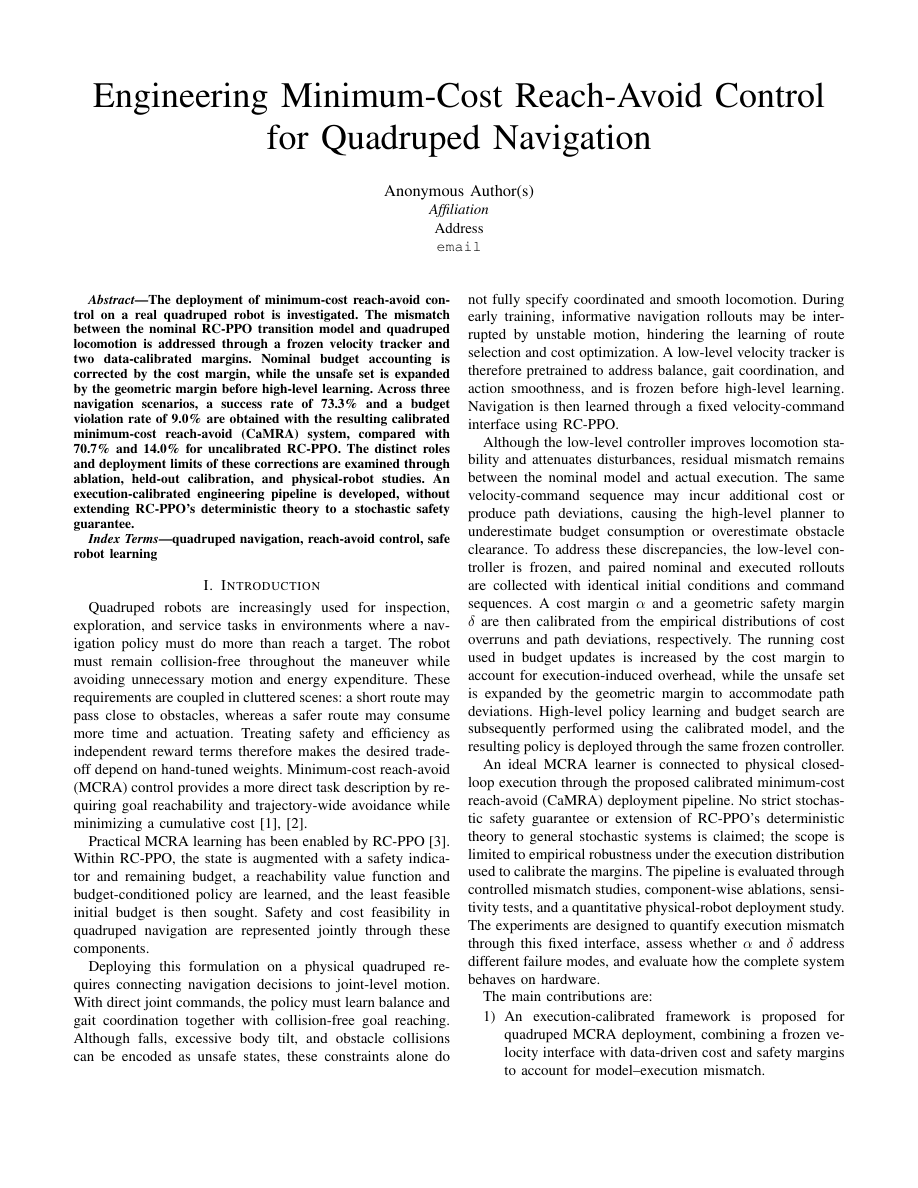 Engineering Minimum-Cost Reach-Avoid Control
for Quadruped Navigation
Anonymous Author(s)
Affiliation
Address
email
Abstract—The deployment of minimum-cost reach-avoid con-
trol on a real quadruped robot is investigated. The mismatch
between the nominal RC-PPO transition model and quadruped
locomotion is addressed through a frozen velocity tracker and
two data-calibrated margins. Nominal budget accounting is
corrected by the cost margin, while the unsafe set is expanded
by the geometric margin before high-level learning. Across three
navigation scenarios, a success rate of 73.3% and a budget
violation rate of 9.0% are obtained with the resulting calibrated
minimum-cost reach-avoid (CaMRA) system, compared with
70.7% and 14.0% for uncalibrated RC-PPO. The distinct roles
and deployment limits of these corrections are examined through
ablation, held-out calibration, and physical-robot studies. An
execution-calibrated engineering pipeline is developed, without
extending RC-PPO's deterministic theory to a stochastic safety
guarantee.
Index Terms—quadruped navigation, reach-avoid control, safe
robot learning
I. INTRODUCTION
Quadruped robots are increasingly used for inspection,
exploration, and service tasks in environments where a nav-
igation policy must do more than reach a target. The robot
must remain collision-free throughout the maneuver while
avoiding unnecessary motion and energy expenditure. These
requirements are coupled in cluttered scenes: a short route may
pass close to obstacles, whereas a safer route may consume
more time and actuation. Treating safety and efficiency as
independent reward terms therefore makes the desired trade-
off depend on hand-tuned weights. Minimum-cost reach-avoid
(MCRA) control provides a more direct task description by re-
quiring goal reachability and trajectory-wide avoidance while
minimizing a cumulative cost [1], [2].
Practical MCRA learning has been enabled by RC-PPO [3].
Within RC-PPO, the state is augmented with a safety indica-
tor and remaining budget, a reachability value function and
budget-conditioned policy are learned, and the least feasible
initial budget is then sought. Safety and cost feasibility in
quadruped navigation are represented jointly through these
components.
Deploying this formulation on a physical quadruped re-
quires connecting navigation decisions to joint-level motion.
With direct joint commands, the policy must learn balance and
gait coordination together with collision-free goal reaching.
Although falls, excessive body tilt, and obstacle collisions
can be encoded as unsafe states, these constraints alone do
not fully specify coordinated and smooth locomotion. During
early training, informative navigation rollouts may be inter-
rupted by unstable motion, hindering the learning of route
selection and cost optimization. A low-level velocity tracker is
therefore pretrained to address balance, gait coordination, and
action smoothness, and is frozen before high-level learning.
Navigation is then learned through a fixed velocity-command
interface using RC-PPO.
Although the low-level controller improves locomotion sta-
bility and attenuates disturbances, residual mismatch remains
between the nominal model and actual execution. The same
velocity-command sequence may incur additional cost or
produce path deviations, causing the high-level planner to
underestimate budget consumption or overestimate obstacle
clearance. To address these discrepancies, the low-level con-
troller is frozen, and paired nominal and executed rollouts
are collected with identical initial conditions and command
sequences. A cost margin α and a geometric safety margin
δ are then calibrated from the empirical distributions of cost
overruns and path deviations, respectively. The running cost
used in budget updates is increased by the cost margin to
account for execution-induced overhead, while the unsafe set
is expanded by the geometric margin to accommodate path
deviations. High-level policy learning and budget search are
subsequently performed using the calibrated model, and the
resulting policy is deployed through the same frozen controller.
An ideal MCRA learner is connected to physical closed-
loop execution through the proposed calibrated minimum-cost
reach-avoid (CaMRA) deployment pipeline. No strict stochas-
tic safety guarantee or extension of RC-PPO's deterministic
theory to general stochastic systems is claimed; the scope is
limited to empirical robustness under the execution distribution
used to calibrate the margins. The pipeline is evaluated through
controlled mismatch studies, component-wise ablations, sensi-
tivity tests, and a quantitative physical-robot deployment study.
The experiments are designed to quantify execution mismatch
through this fixed interface, assess whether α and δ address
different failure modes, and evaluate how the complete system
behaves on hardware.
The main contributions are:
1) An execution-calibrated framework is proposed for
quadruped MCRA deployment, combining a frozen ve-
locity interface with data-driven cost and safety margins
to account for model–execution mismatch.